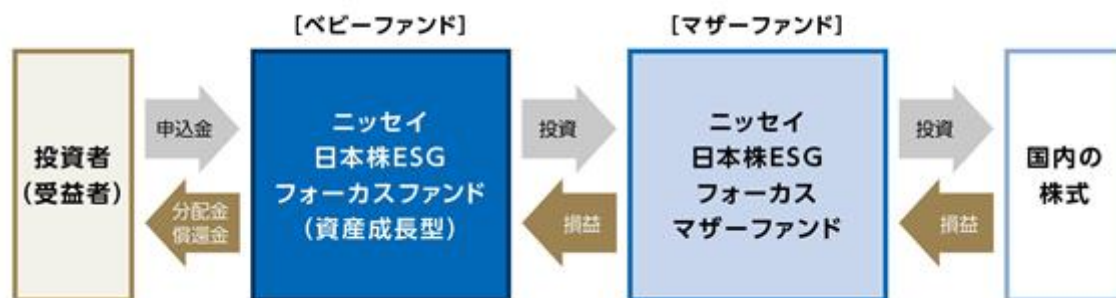 [ベビーファンド]
[マザーファンド]
投資者
(受益者)
申込金
分配金
償還金
ニッセイ
日本株ESG
フォーカスファンド
(資産成長型)
投資
損益
ニッセイ
日本株ESG
フォーカス
マザーファンド
投資
損益
国内の
株式